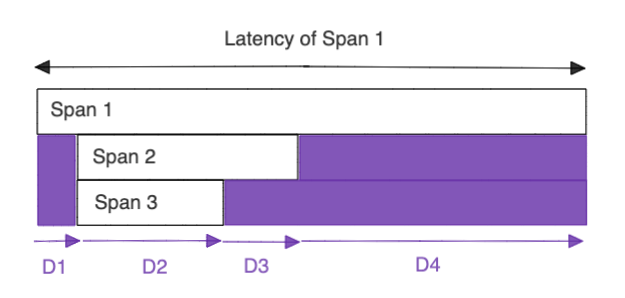 Latency of Span 1
Span 1
Span 2
Span 3
D1 D2 D3 D4